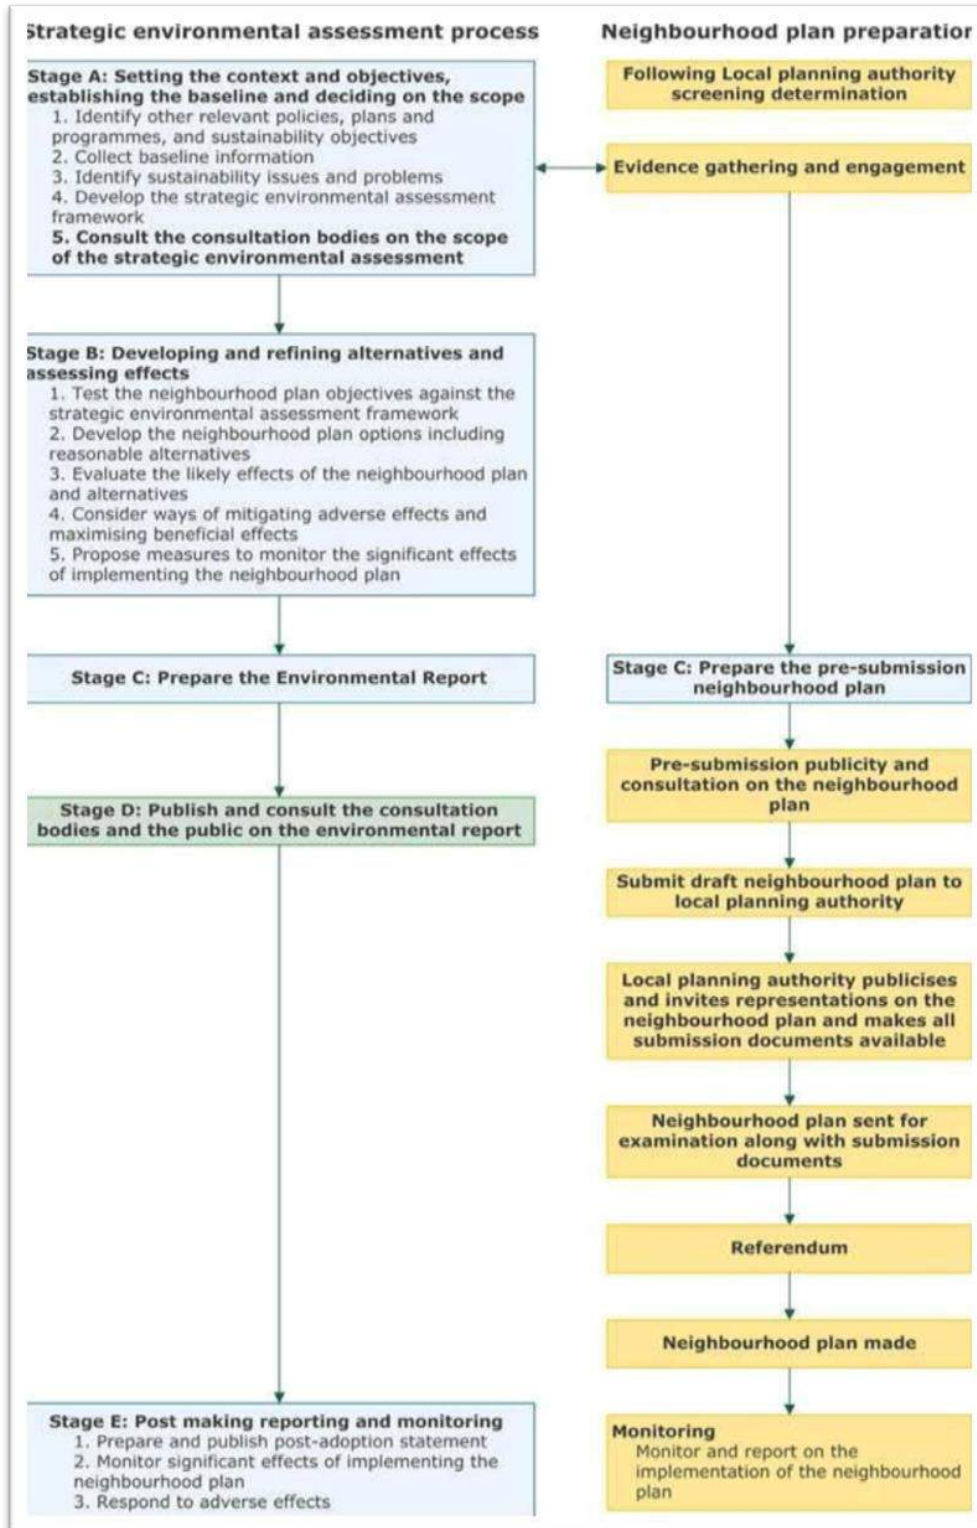 Strategic environmental assessment process
Stage A: Setting the context and objectives,
establishing the baseline and deciding on the scope
1. Identify other relevant policies, plans and
programmes, and sustainability objectives
2. Collect baseline information
3. Identify sustainability issues and problems
4. Develop the strategic environmental assessment
framework
5. Consult the consultation bodies on the scope
of the strategic environmental assessment
Stage B: Developing and refining alternatives and
assessing effects
1. Test the neighbourhood plan objectives against the
strategic environmental assessment framework
2. Develop the neighbourhood plan options including
reasonable alternatives
3. Evaluate the likely effects of the neighbourhood plan
and alternatives
4. Consider ways of mitigating adverse effects and
maximising beneficial effects
5. Propose measures to monitor the significant effects
of implementing the neighbourhood plan
Stage C: Prepare the Environmental Report
Stage D: Publish and consult the consultation
bodies and the public on the environmental report
Stage E: Post making reporting and monitoring
1. Prepare and publish post-adoption statement
2. Monitor significant effects of implementing the
neighbourhood plan
3. Respond to adverse effects
Neighbourhood plan preparation
Following Local planning authority
screening determination
Evidence gathering and engagement
Stage C: Prepare the pre-submission
neighbourhood plan
Pre-submission publicity and
consultation on the neighbourhood
plan
Submit draft neighbourhood plan to
local planning authority
Local planning authority publicises
and invites representations on the
neighbourhood plan and makes all
submission documents available
Neighbourhood plan sent for
examination along with submission
documents
Referendum
Neighbourhood plan made
Monitoring
Monitor and report on the
implementation of the neighbourhood
plan